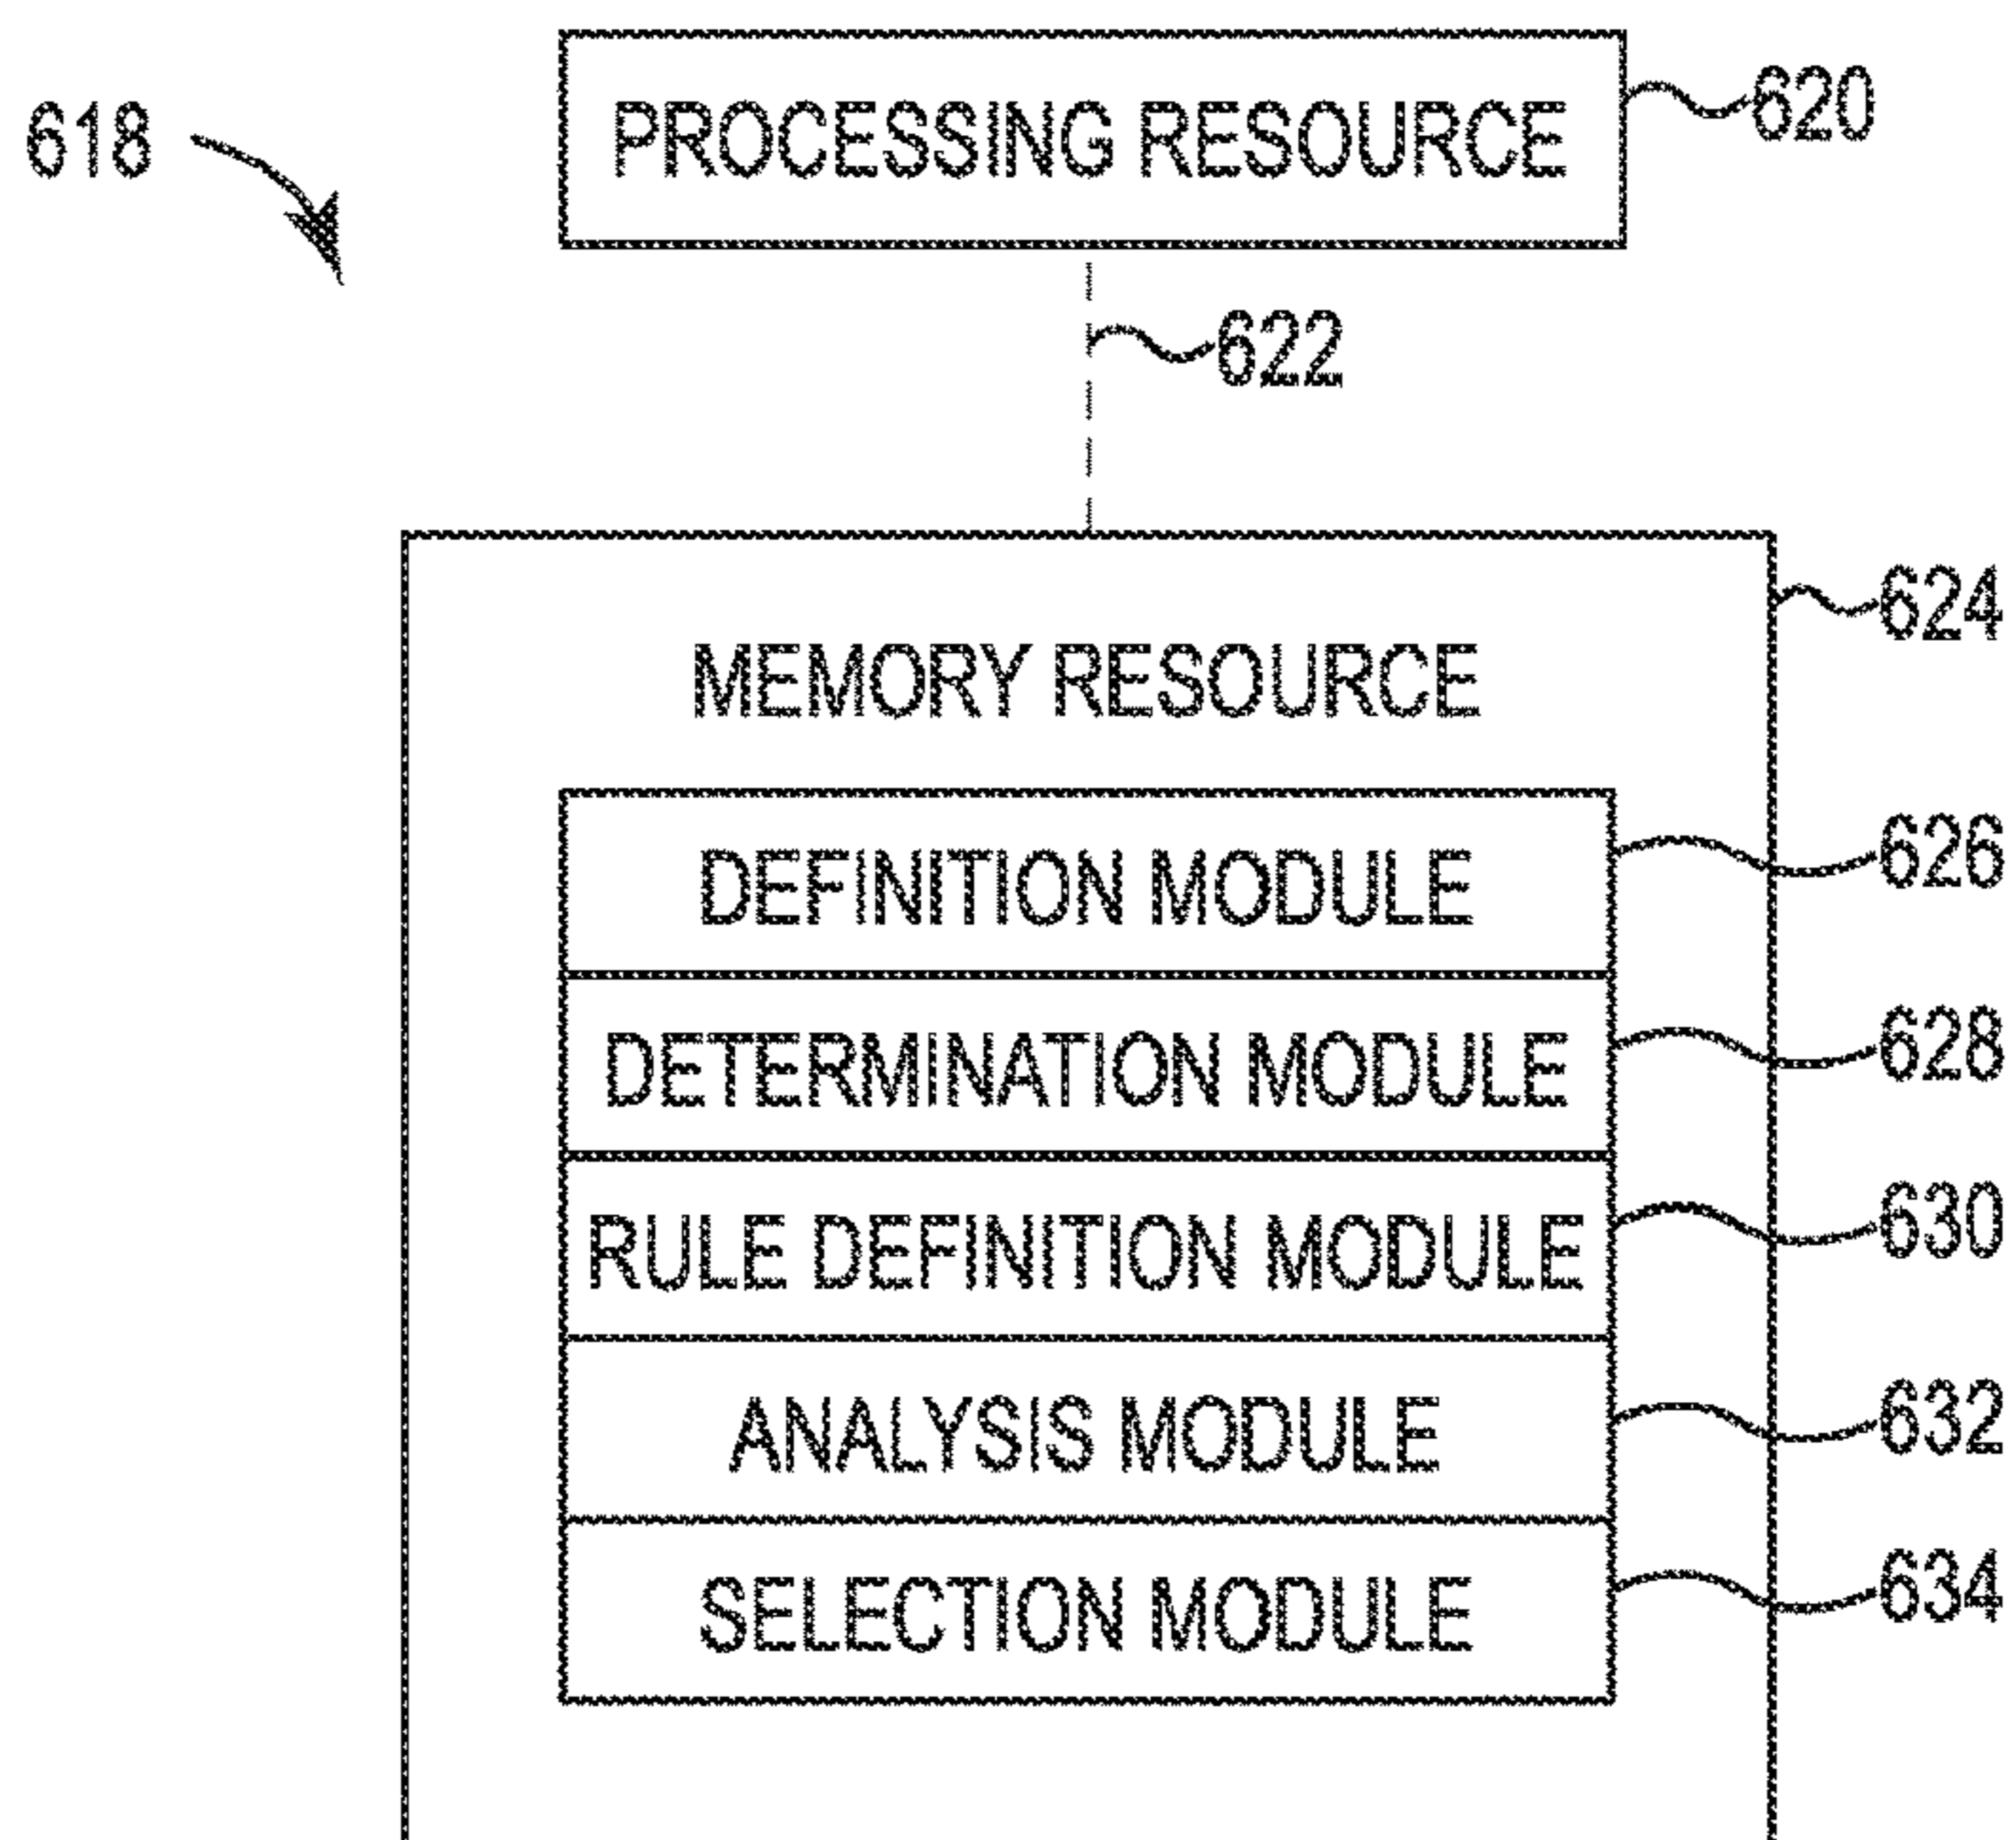 618
PROCESSING RESOURCE
620
622
624
MEMORY RESOURCE
DEFINITION MODULE
626
DETERMINATION MODULE
628
RULE DEFINITION MODULE
630
ANALYSIS MODULE
632
SELECTION MODULE
634